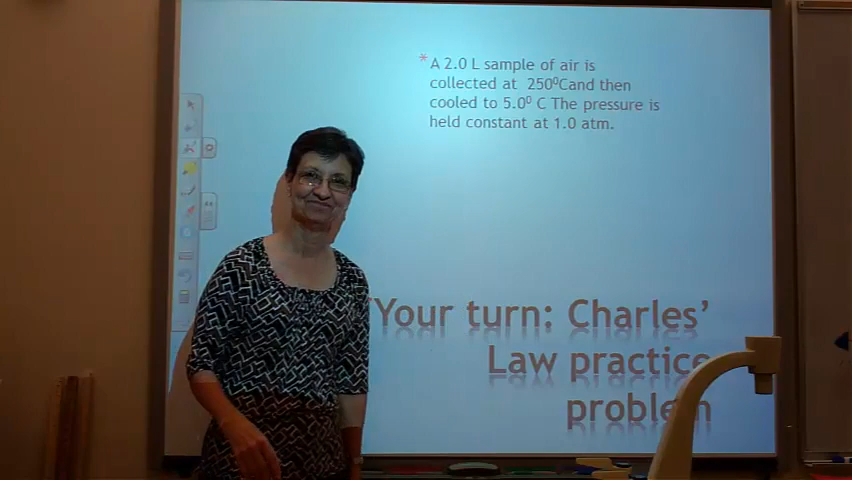 * A 2.0 L sample of air is
collected at 250⁰Cand then
cooled to 5.0⁰ C The pressure is
held constant at 1.0 atm.
Your turn: Charles’
Law practice
problem